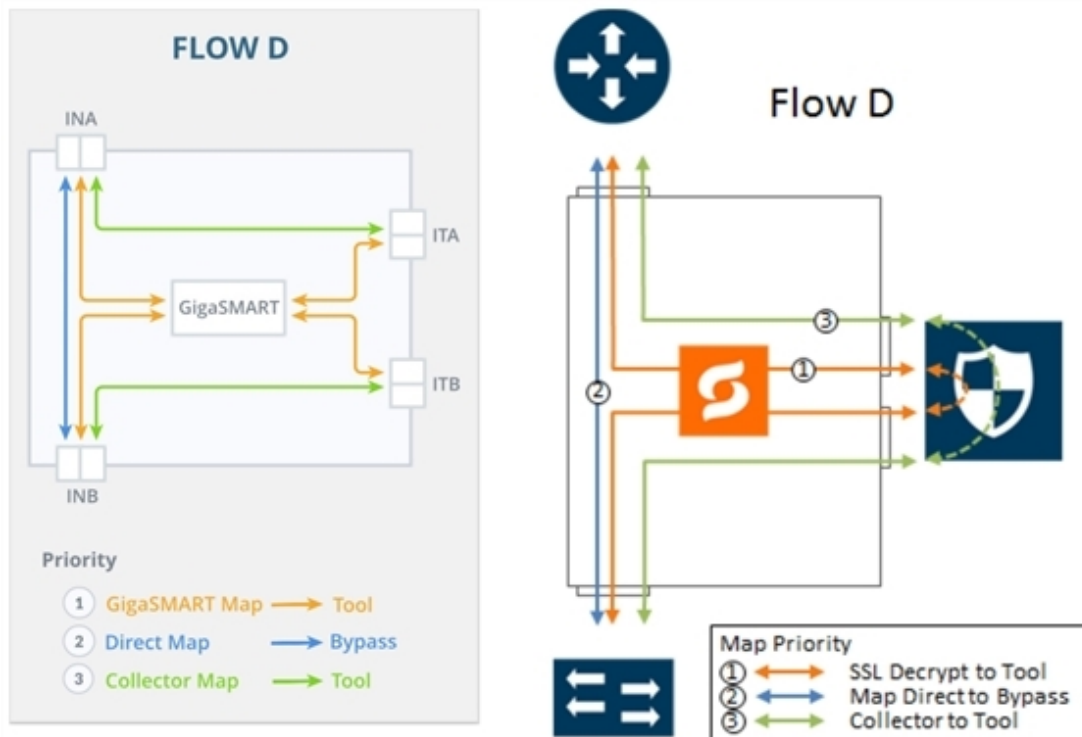 FLOW D
INA
ITA
GigaSMART
ITB
INB
Priority
1 GigaSMART Map Tool
2 Direct Map Bypass
3 Collector Map Tool
Flow D
3
1
2
Map Priority
1 SSL Decrypt to Tool
2 Map Direct to Bypass
3 Collector to Tool